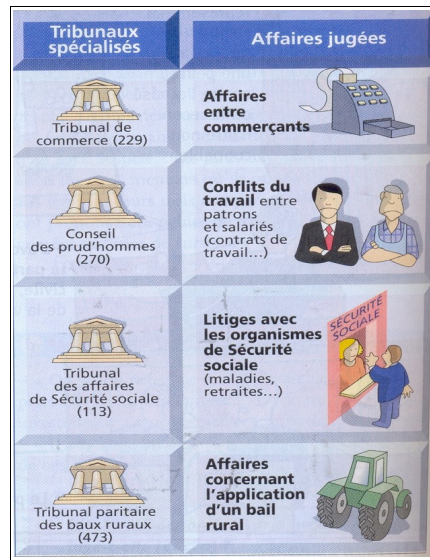 Tribunaux
spécialisés
Affaires jugées
Tribunal de
commerce (229)
Affaires
entre
commerçants
Conseil
des prud'hommes
(270)
Conflits du
travail entre
patrons
et salariés
(contrats de
travail...)
Tribunal
des affaires
de Sécurité sociale
(113)
Litiges avec
les organismes
de Sécurité
sociale
(maladies,
retraites...)
SÉCURITÉ
SOCIALE
Tribunal paritaire
des baux ruraux
(473)
Affaires
concernant
l'application
d'un bail
rural